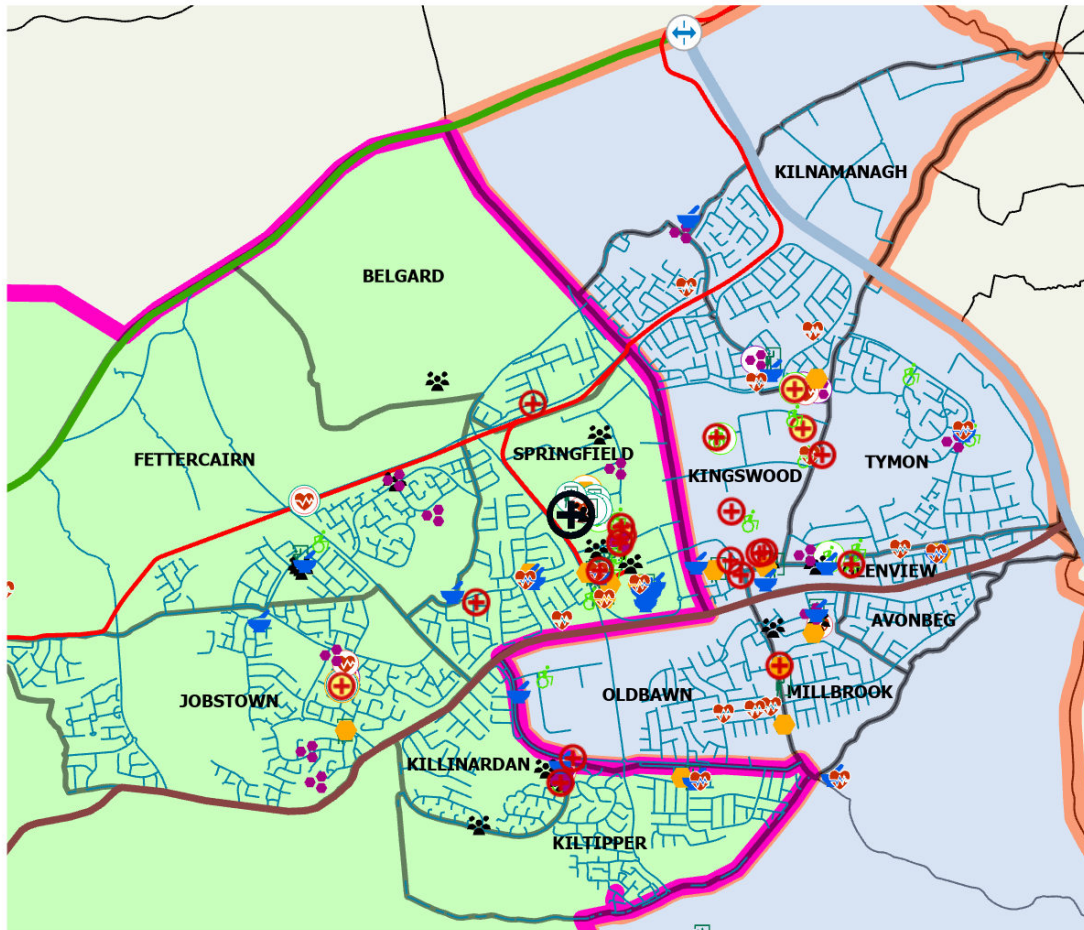 KILNAMANAGH
BELGARD
FETTERCAIRN
SPRINGFIELD
KINGSWOOD
TYMON
GLENVIEW
AVONBEG
JOBSTOWN
OLDBAWN
MILLBROOK
KILLINARDAN
KILTIPPER